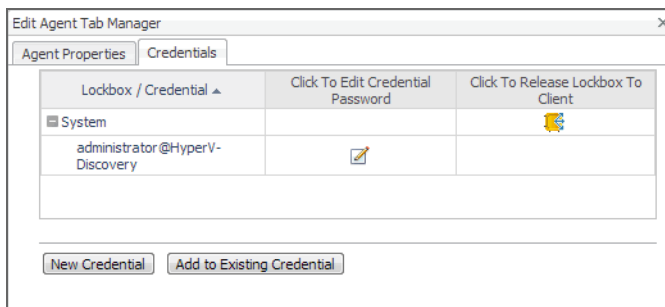 Edit Agent Tab Manager
Agent Properties
Credentials
Lockbox / Credential
Click To Edit Credential
Password
Click To Release Lockbox To
Client
System
administrator@HyperV-
Discovery
New Credential
Add to Existing Credential